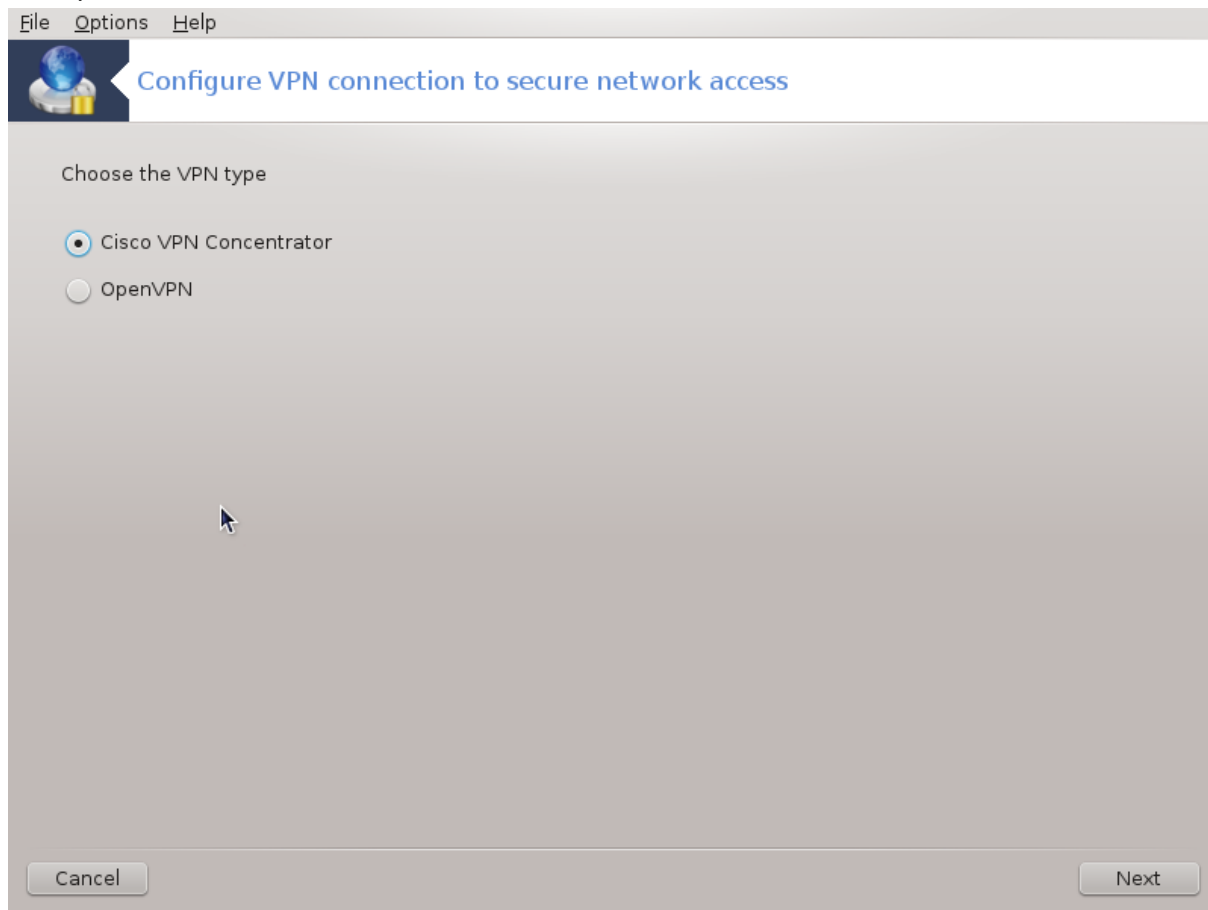 File Options Help
Configure VPN connection to secure network access
Choose the VPN type
Cisco VPN Concentrator
OpenVPN
Cancel Next